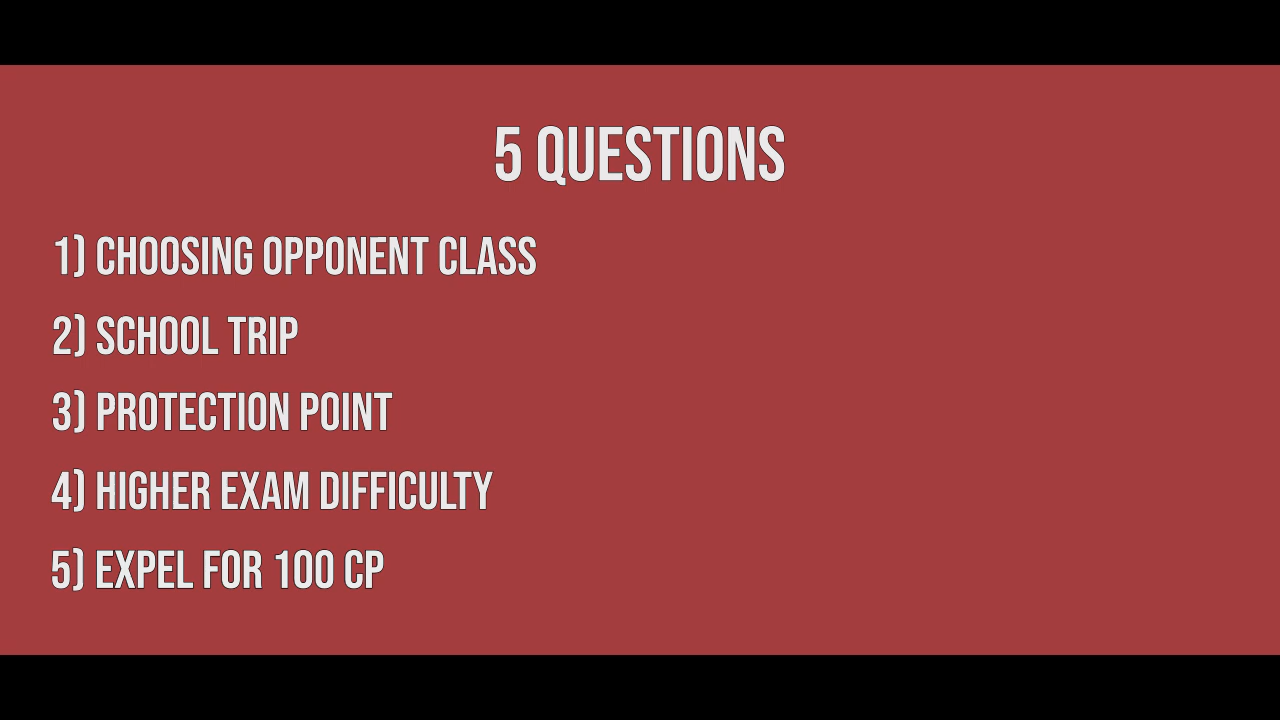 5 QUESTIONS
1) CHOOSING OPPONENT CLASS
2) SCHOOL TRIP
3) PROTECTION POINT
4) HIGHER EXAM DIFFICULTY
5) EXPEL FOR 100 CP